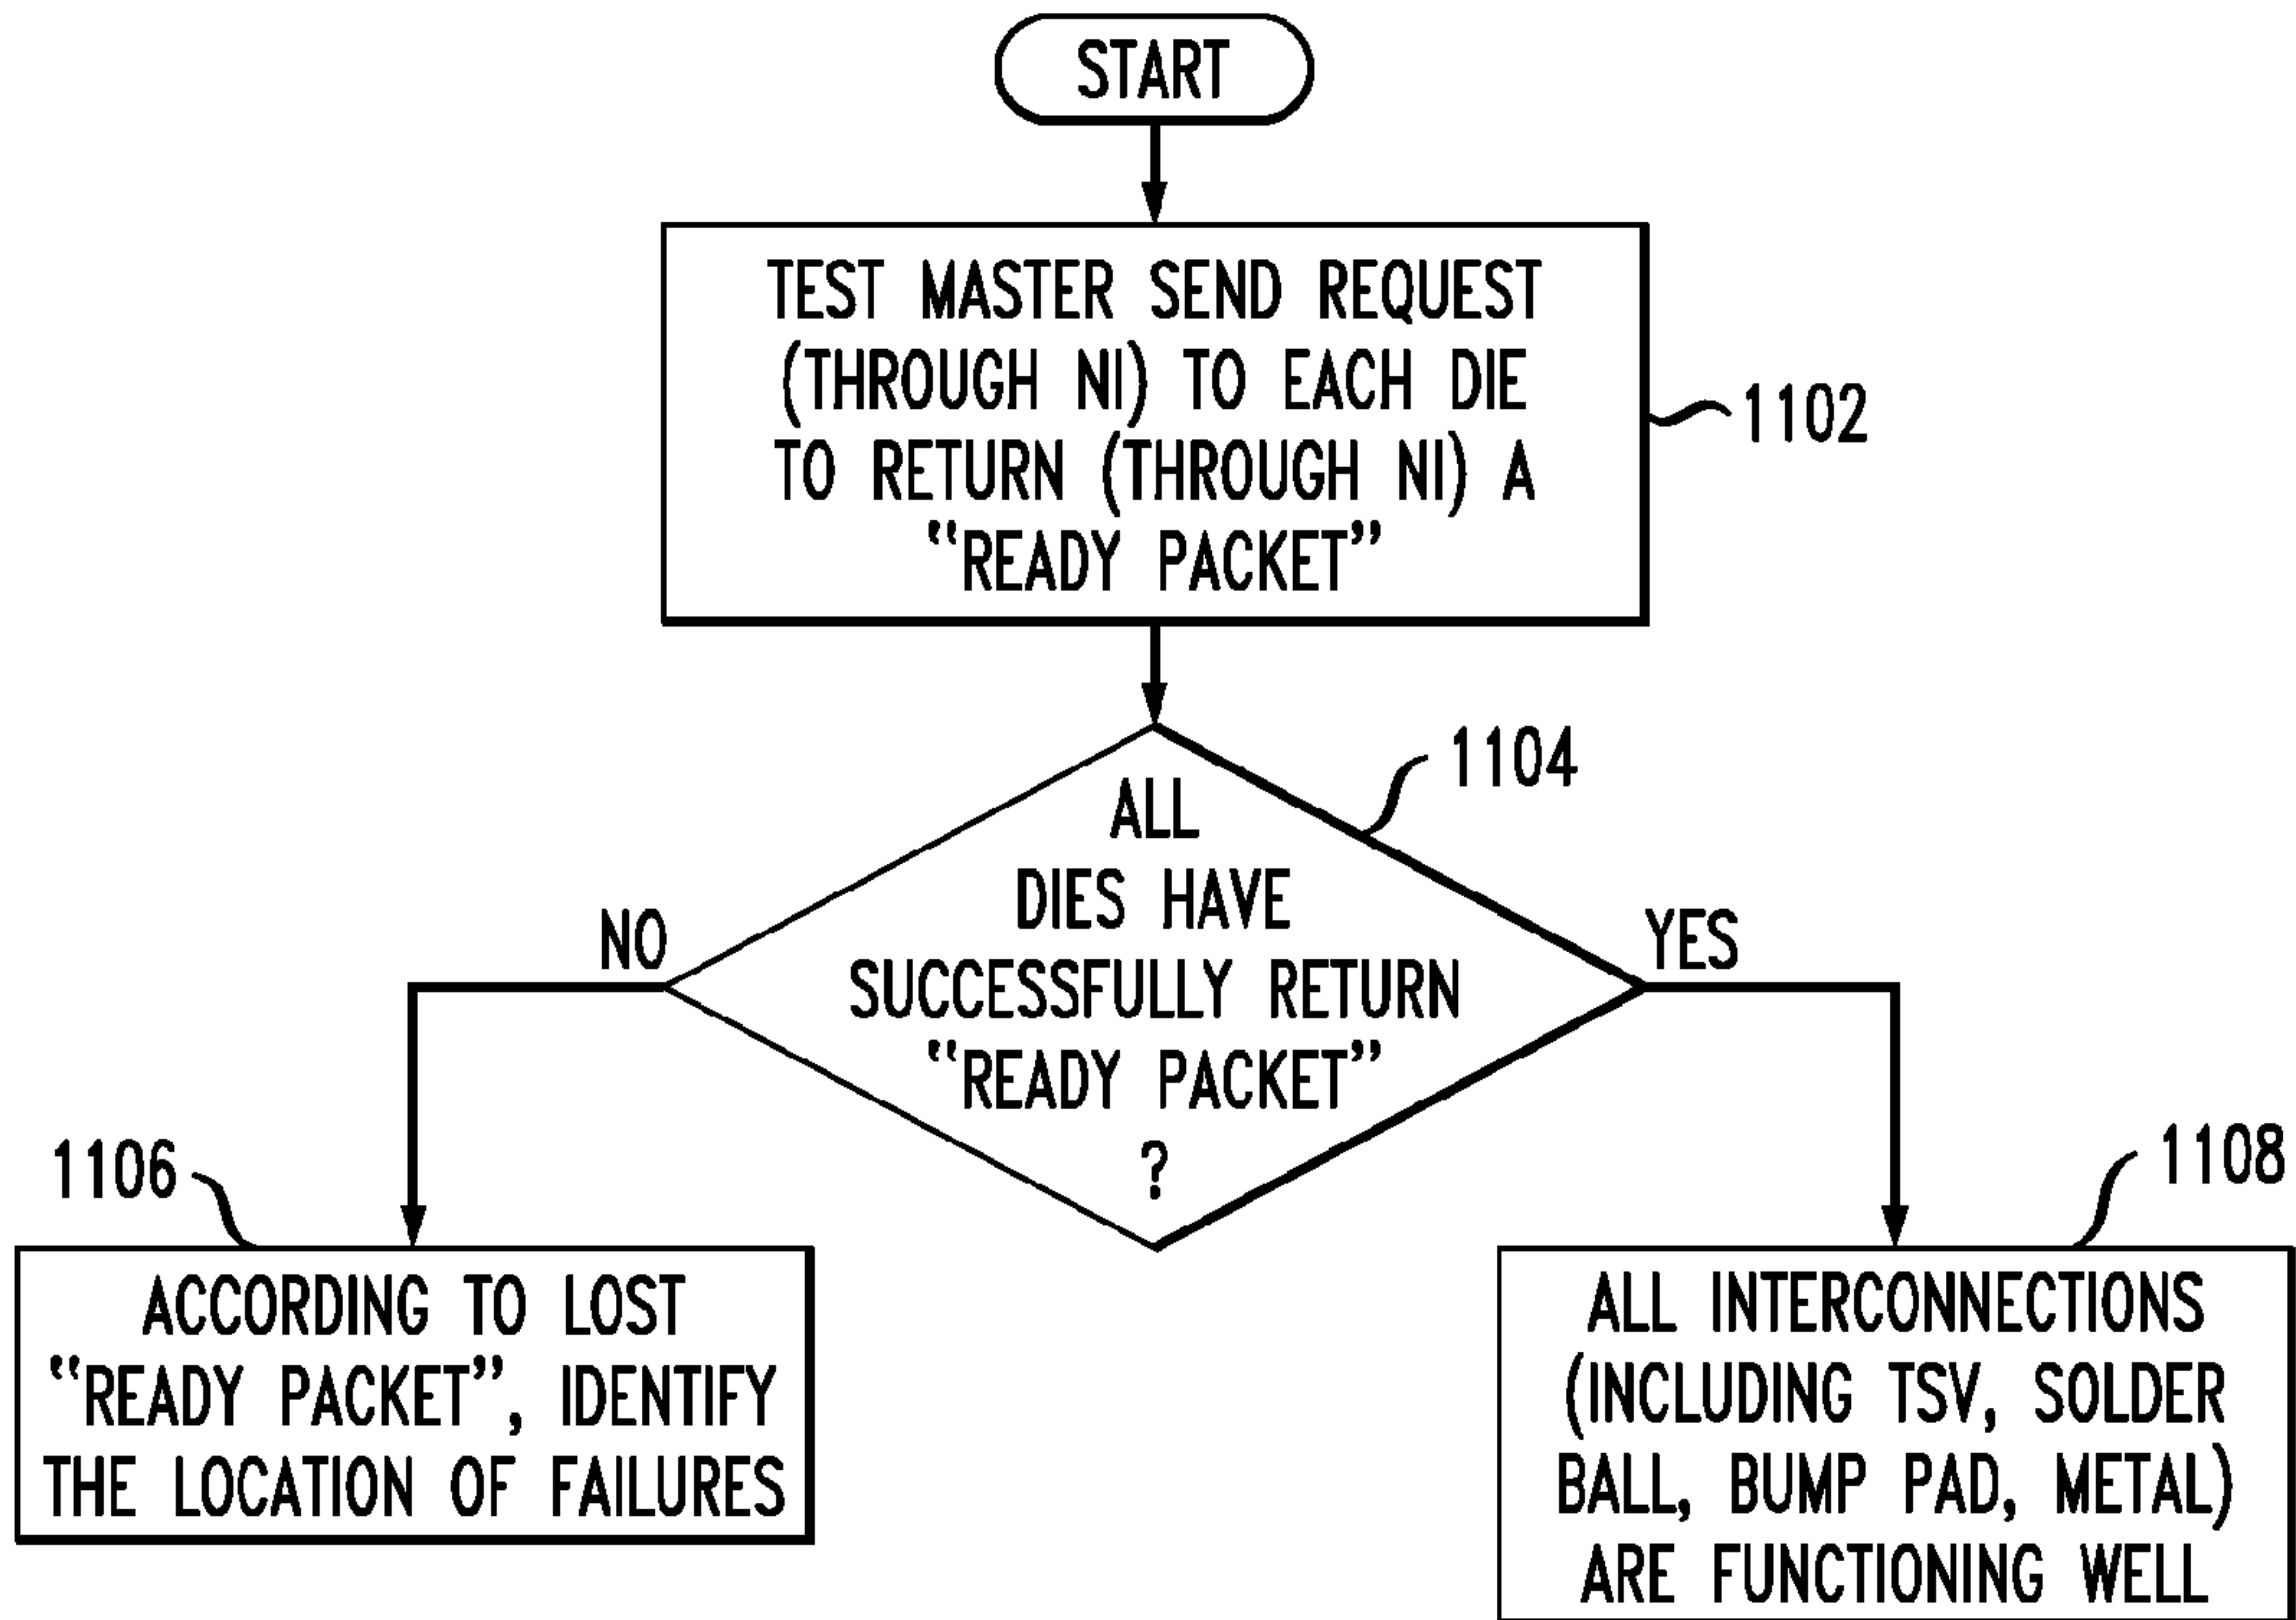 START
TEST MASTER SEND REQUEST
(THROUGH NI) TO EACH DIE
TO RETURN (THROUGH NI) A
“READY PACKET”
1102
1104
ALL
DIES HAVE
SUCCESSFULLY RETURN
“READY PACKET”
?
NO
YES
1106
ACCORDING TO LOST
“READY PACKET”, IDENTIFY
THE LOCATION OF FAILURES
1108
ALL INTERCONNECTIONS
(INCLUDING TSV, SOLDER
BALL, BUMP PAD, METAL)
ARE FUNCTIONING WELL